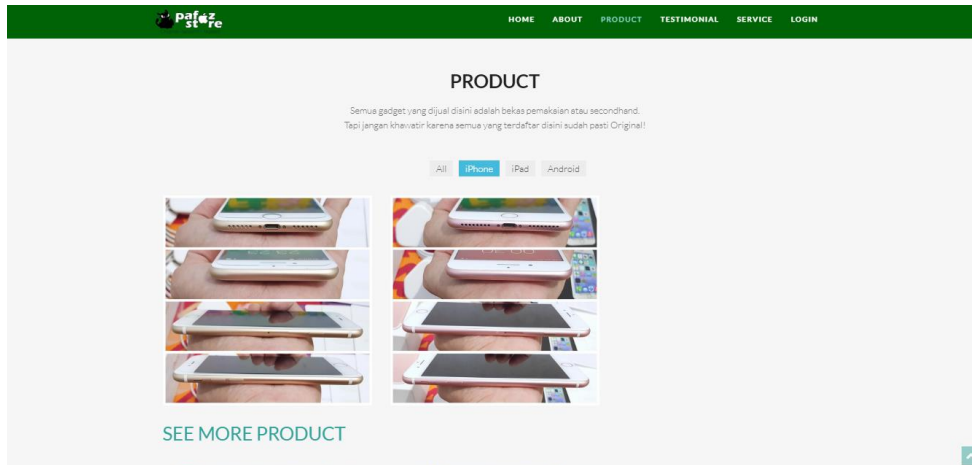 pafoz
store
HOME ABOUT PRODUCT TESTIMONIAL SERVICE LOGIN
PRODUCT
Semua gadget yang dijual disini adalah bekas pemakaian atau secondhand.
Tapi jangan khawatir karena semua yang terdaftar disini sudah pasti Original!
All iPhone iPad Android
SEE MORE PRODUCT